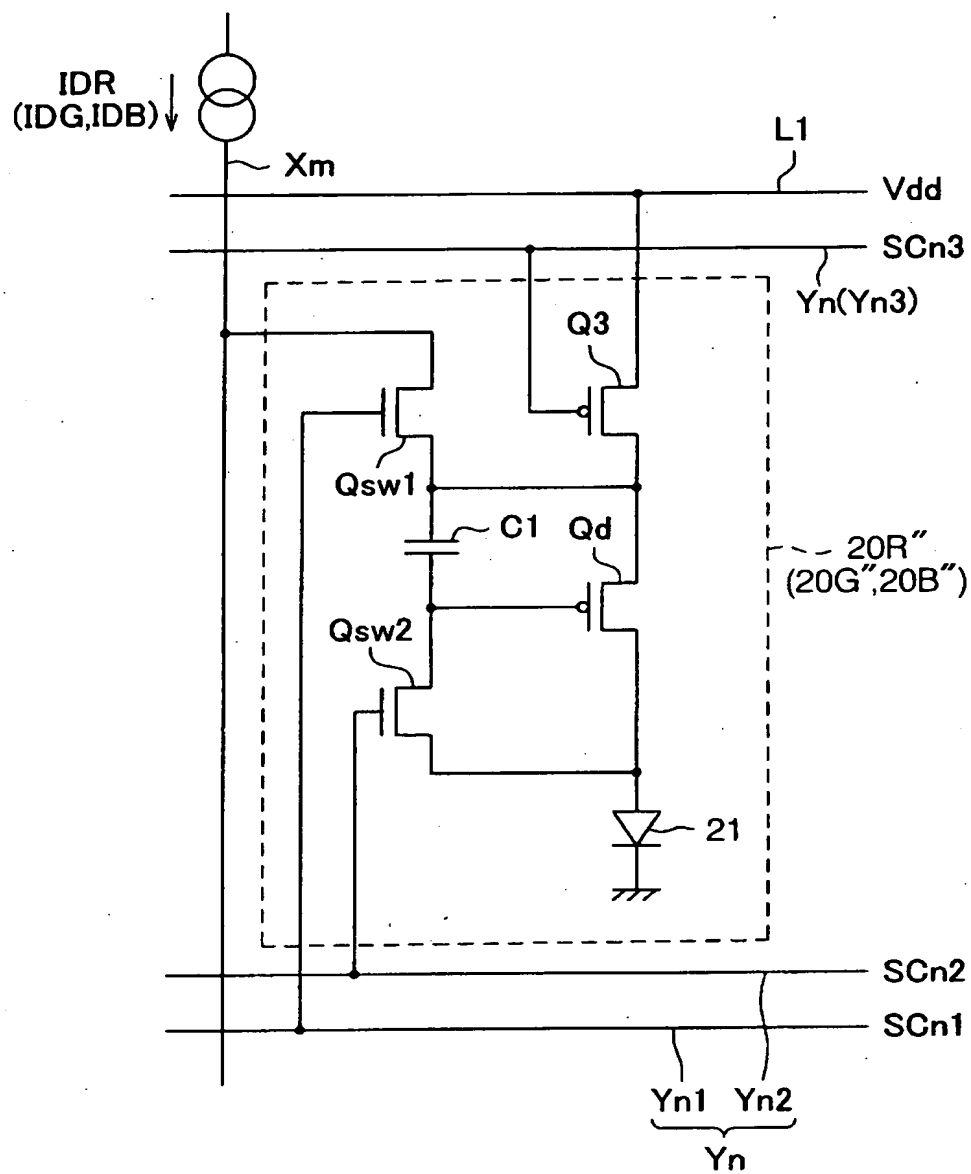 IDR
(IDG,IDB)
Xm
L1
Vdd
SCn3
Yn(Yn3)
Q3
Qsw1
C1
Qd
20R″
(20G″,20B″)
Qsw2
21
SCn2
SCn1
Yn1 Yn2
Yn